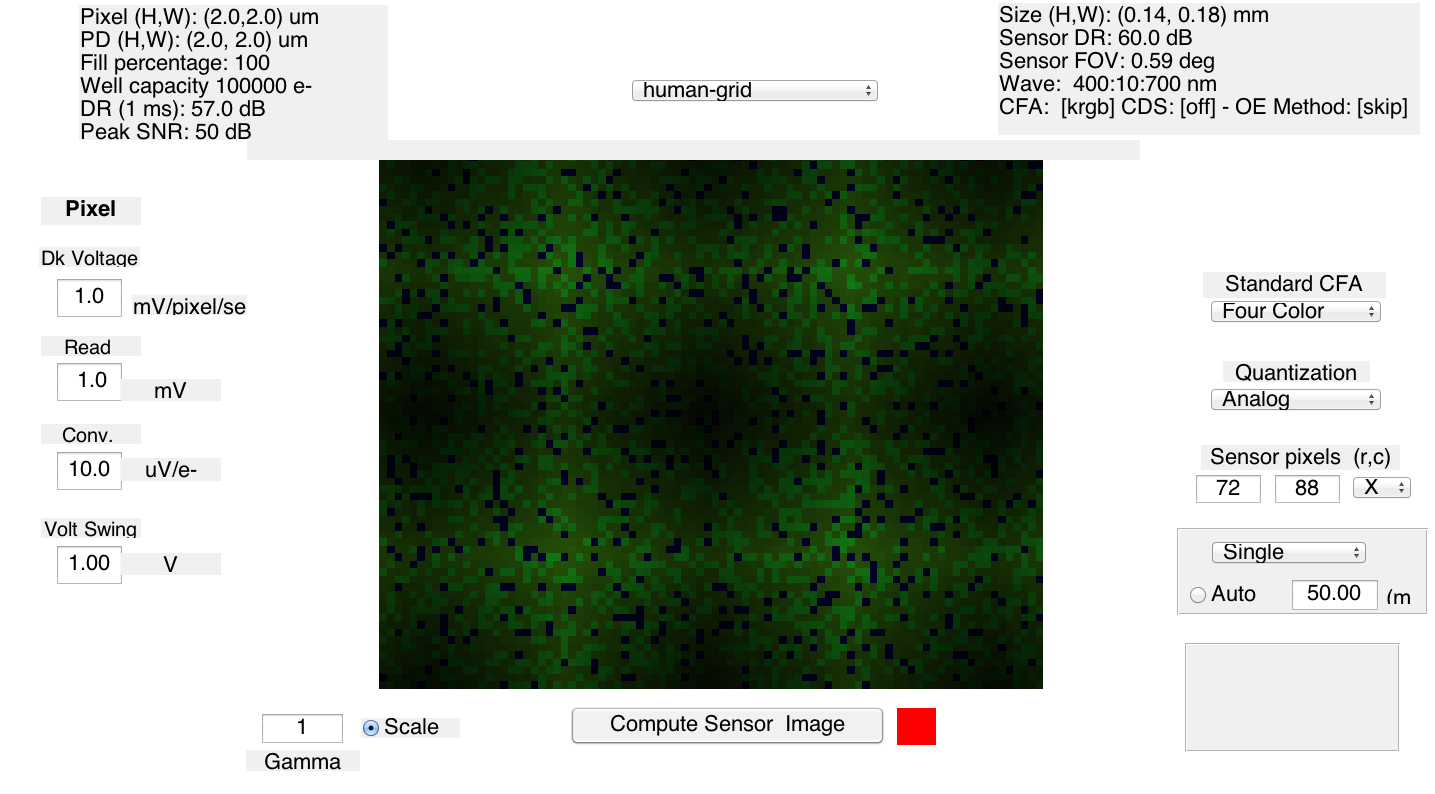 Pixel (H,W): (2.0,2.0) um
PD (H,W): (2.0, 2.0) um
Fill percentage: 100
Well capacity 100000 e-
DR (1 ms): 57.0 dB
Peak SNR: 50 dB
human-grid
Size (H,W): (0.14, 0.18) mm
Sensor DR: 60.0 dB
Sensor FOV: 0.59 deg
Wave: 400:10:700 nm
CFA: [krgb] CDS: [off] - OE Method: [skip]
Pixel
Dk Voltage
1.0 mV/pixel/se
Read
1.0 mV
Conv.
10.0 uV/e-
Volt Swing
1.00 V
Standard CFA
Four Color
Quantization
Analog
Sensor pixels (r,c)
72 88 X
Single
Auto 50.00 (m
1 Scale
Gamma
Compute Sensor Image